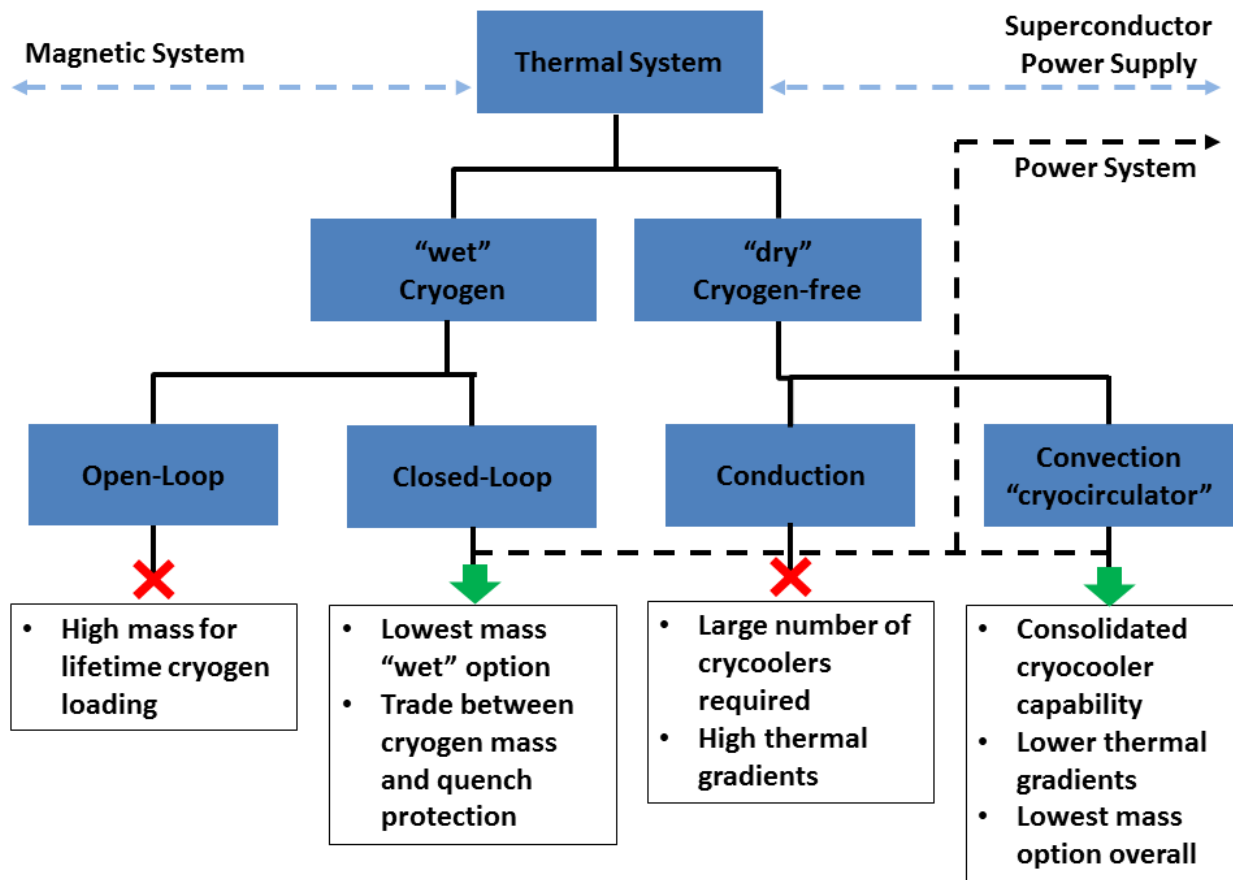 Magnetic System
Thermal System
Superconductor
Power Supply
Power System
“wet”
Cryogen
“dry”
Cryogen-free
Open-Loop
Closed-Loop
Conduction
Convection
“cryocirculator”
• High mass for
lifetime cryogen
loading
• Lowest mass
“wet” option
• Trade between
cryogen mass
and quench
protection
• Large number of
crycoolers
required
• High thermal
gradients
• Consolidated
cryocooler
capability
• Lower thermal
gradients
• Lowest mass
option overall